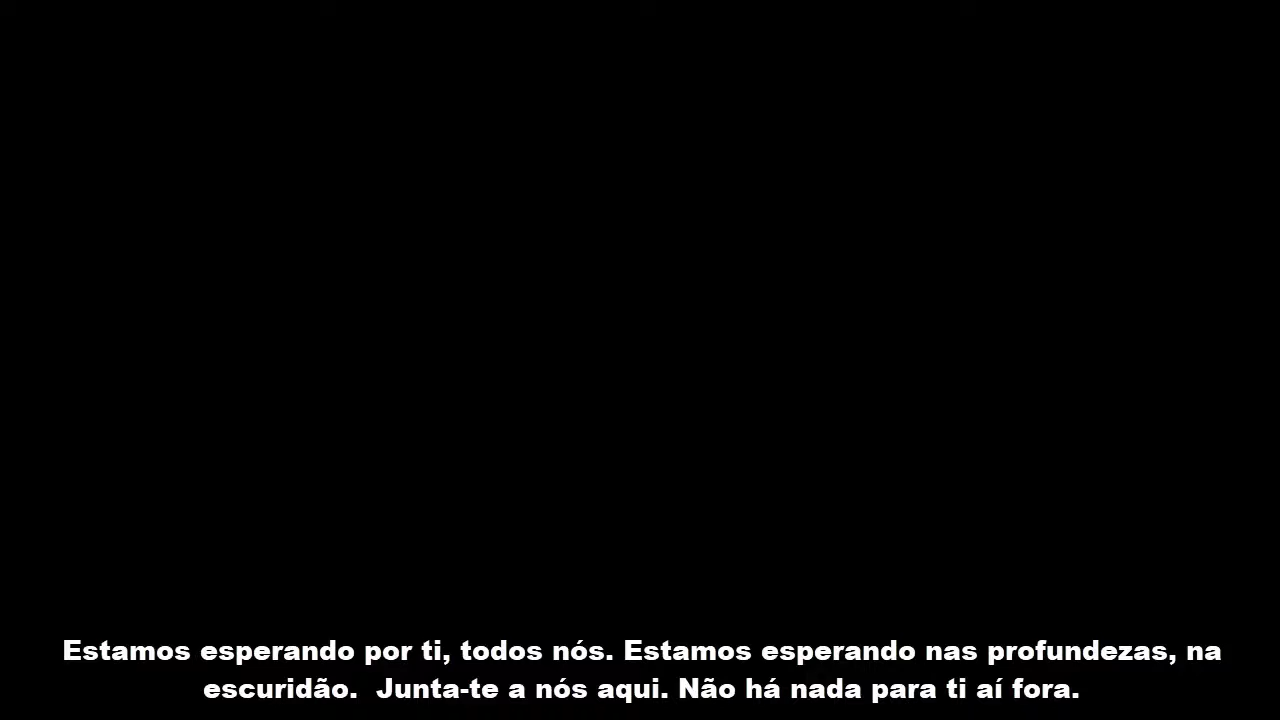 Estamos esperando por ti, todos nós. Estamos esperando nas profundezas, na
escuridão.  Junta-te a nós aqui. Não há nada para ti aí fora.